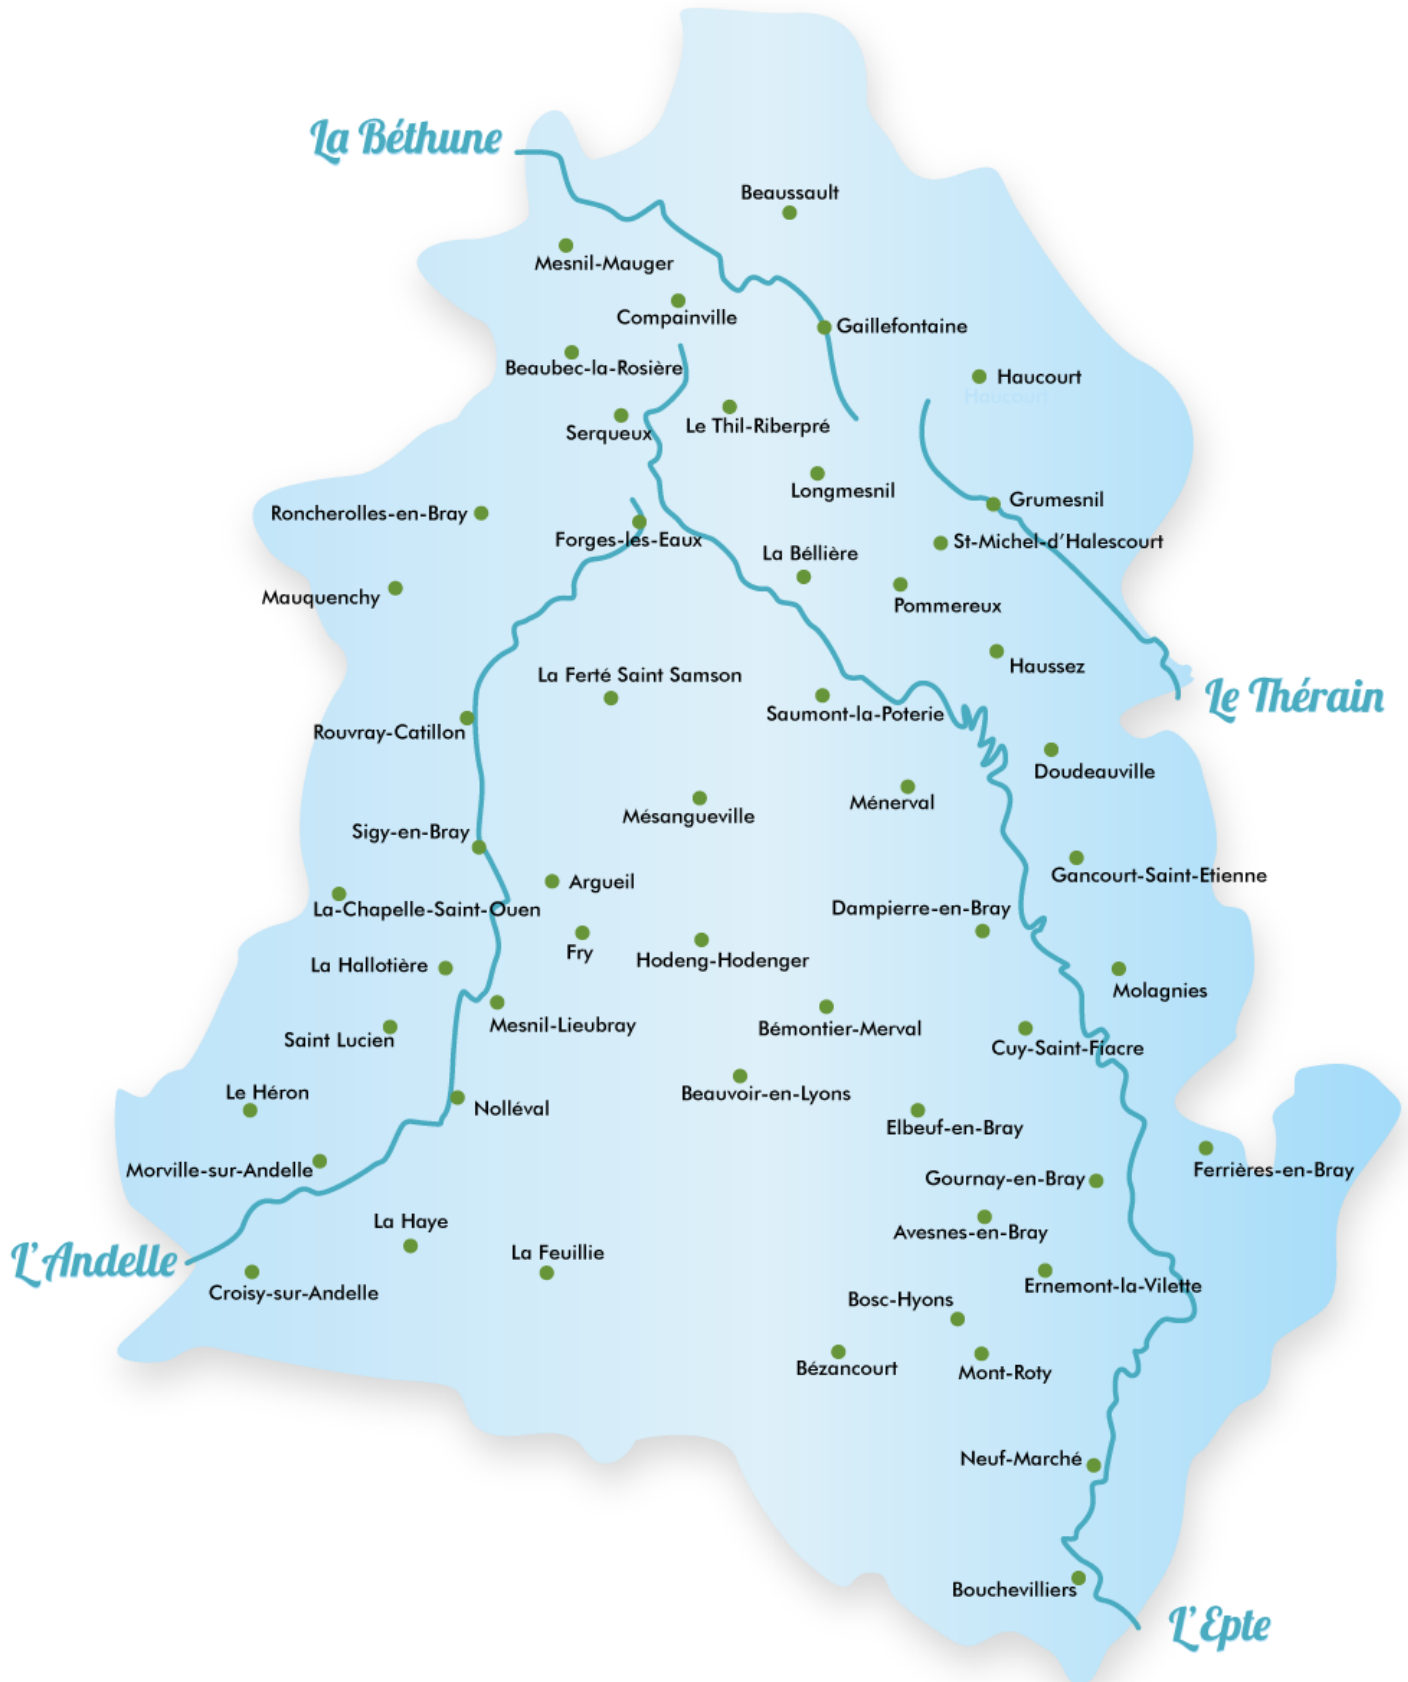 La Béthune
Beaussault
Mesnil-Mauger
Compainville
Gaillefontaine
Beaubec-la-Rosière
Haucourt
Haucourt
Le Thil-Riberpré
Serqueux
Longmesnil
Grumesnil
Roncherolles-en-Bray
Forges-les-Eaux
St-Michel-d'Halescourt
La Béllière
Mauquenchy
Pommereux
Haussez
La Ferté Saint Samson
Le Thérain
Saumont-la-Poterie
Rouvray-Catillon
Doudeauville
Ménerval
Mésangueville
Sigy-en-Bray
Gancourt-Saint-Etienne
Argueil
La-Chapelle-Saint-Ouen
Dampierre-en-Bray
Fry
Hodeng-Hodenger
La Hallotière
Molagnies
Mesnil-Lieubray
Bémontier-Merval
Saint Lucien
Cuy-Saint-Fiacre
Le Héron
Beauvoir-en-Lyons
Nolléval
Elbeuf-en-Bray
Morville-sur-Andelle
Ferrières-en-Bray
Gournay-en-Bray
La Haye
Avesnes-en-Bray
L'Andelle
La Feuillie
Croisy-sur-Andelle
Ernemont-la-Vilette
Bosc-Hyons
Bézancourt
Mont-Roty
Neuf-Marché
Bouchevilliers
L'Epte